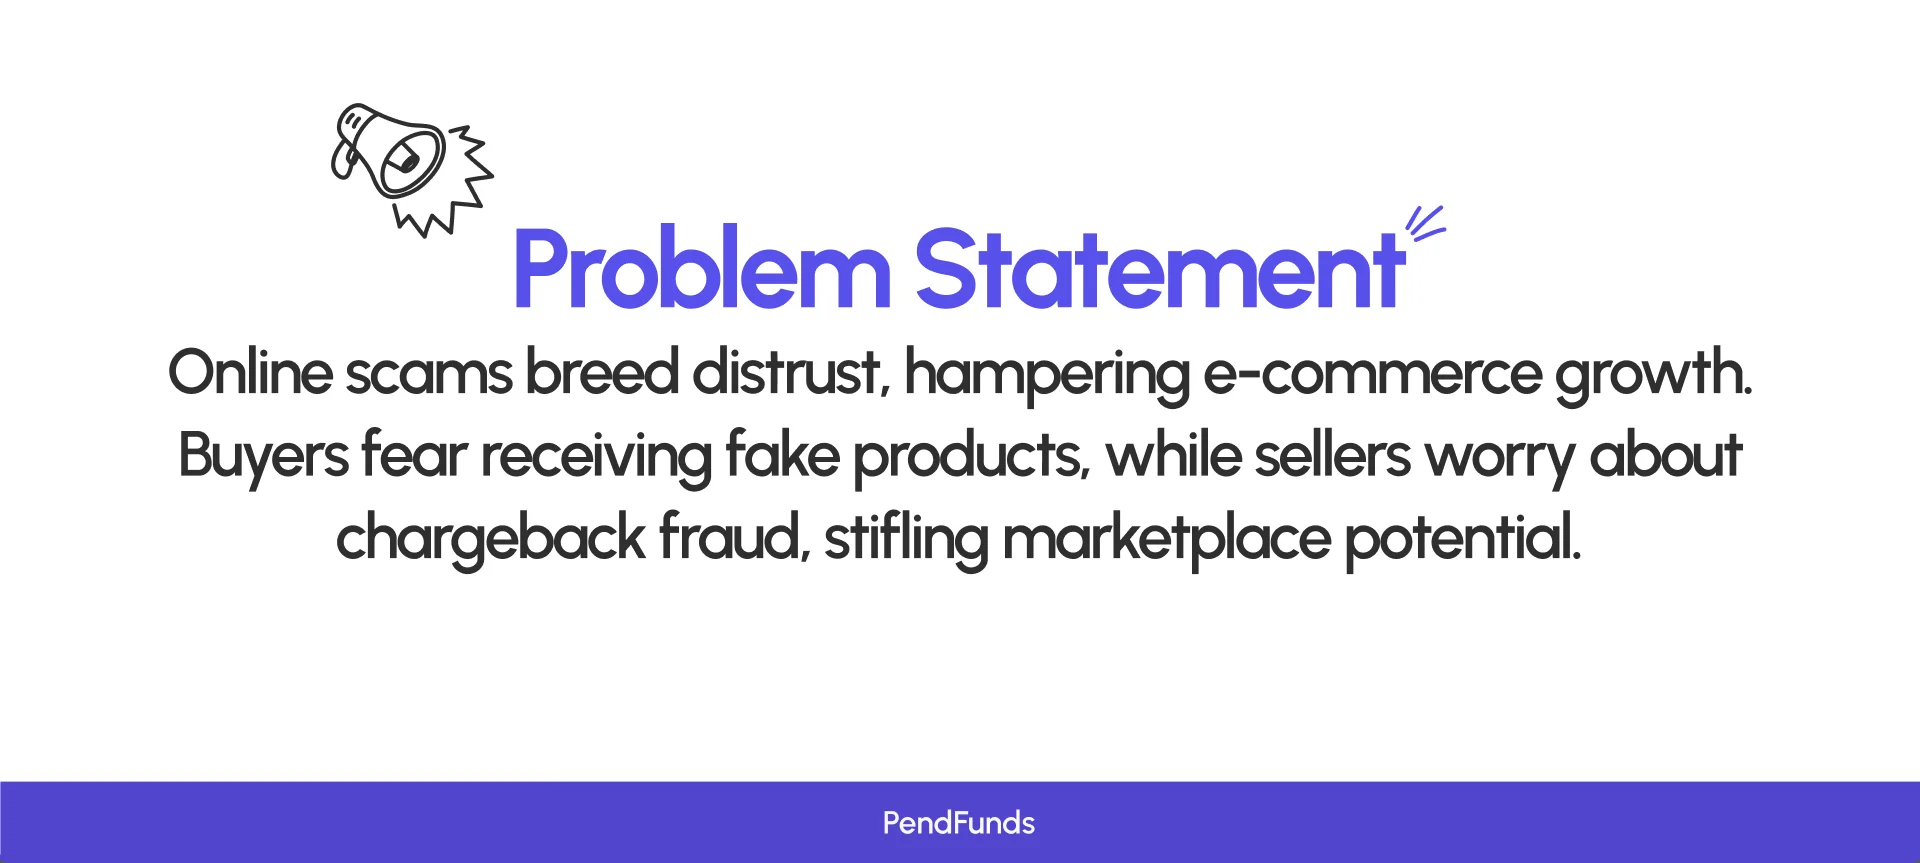 Problem Statement
Online scams breed distrust, hampering e-commerce growth.
Buyers fear receiving fake products, while sellers worry about
chargeback fraud, stifling marketplace potential.
PendFunds